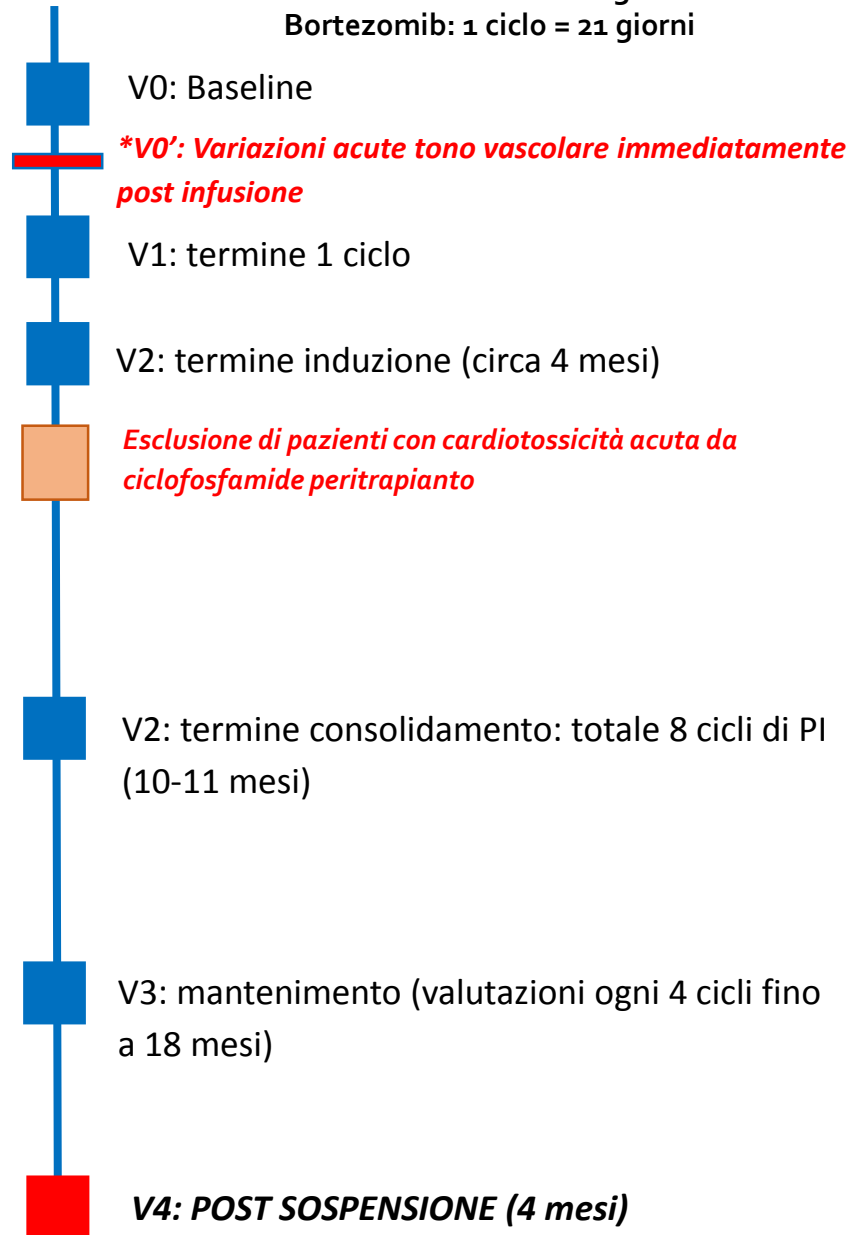 Bortezomib: 1 ciclo = 21 giorni
V0: Baseline
*V0’: Variazioni acute tono vascolare immediatamente
post infusione
V1: termine 1 ciclo
V2: termine induzione (circa 4 mesi)
Esclusione di pazienti con cardiotossicità acuta da
ciclofosfamide peritrapianto
V2: termine consolidamento: totale 8 cicli di PI
(10-11 mesi)
V3: mantenimento (valutazioni ogni 4 cicli fino
a 18 mesi)
V4: POST SOSPENSIONE (4 mesi)